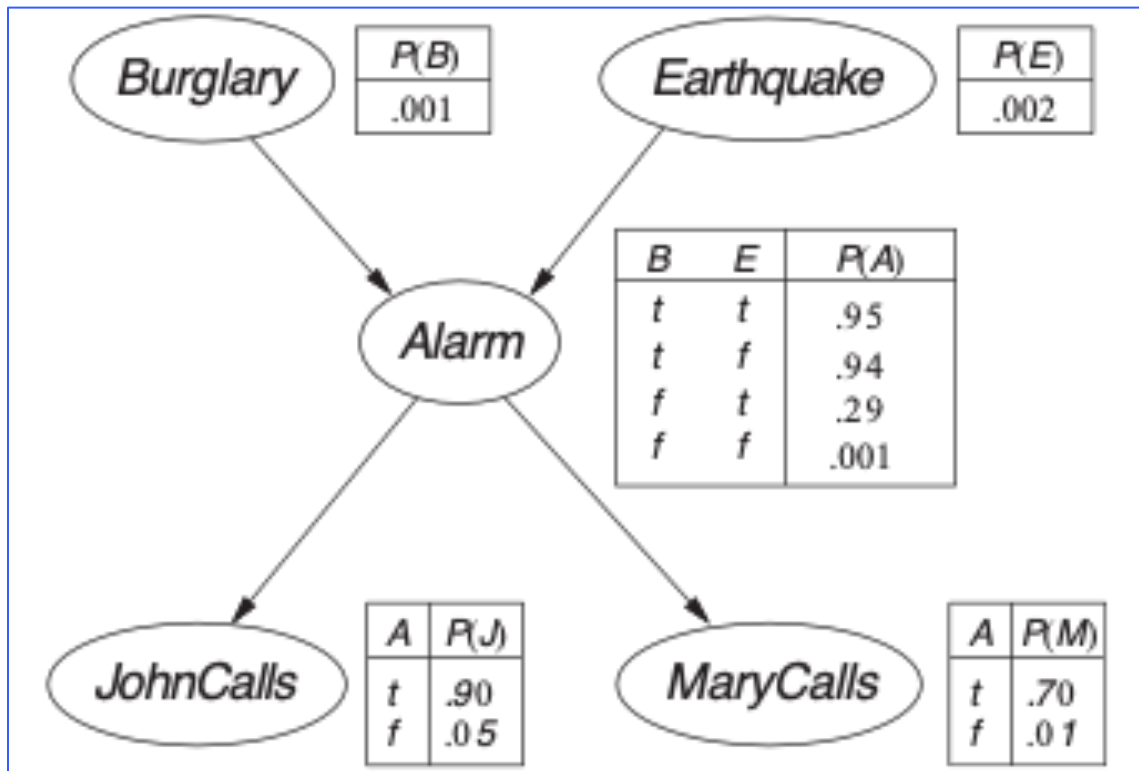 Burglary
P(B)
.001
Earthquake
P(E)
.002
B E P(A)
t t .95
t f .94
f t .29
f f .001
Alarm
JohnCalls
A P(J)
t .90
f .05
MaryCalls
A P(M)
t .70
f .01